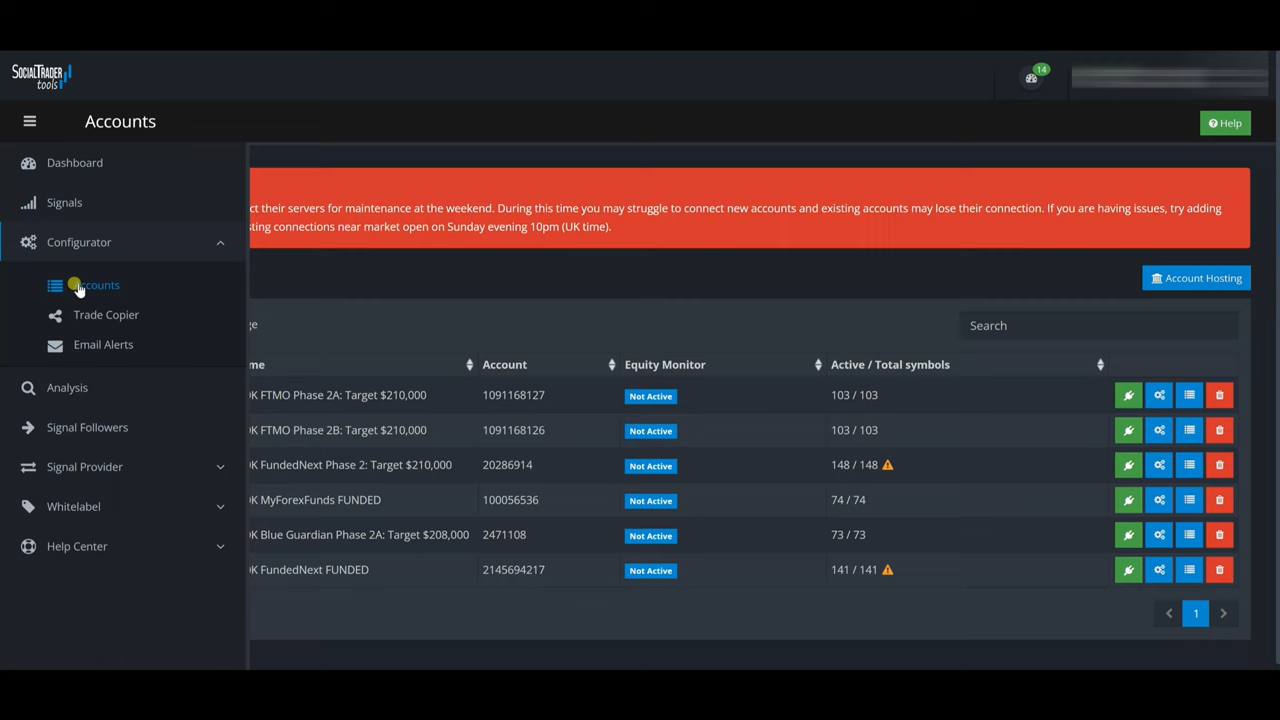 SOCIALTRADER
tools
14
Accounts
Help
Dashboard
Signals
Configurator
Accounts
Trade Copier
Email Alerts
Analysis
Signal Followers
Signal Provider
Whitelabel
Help Center
ct their servers for maintenance at the weekend. During this time you may struggle to connect new accounts and existing accounts may lose their connection. If you are having issues, try adding
sting connections near market open on Sunday evening 10pm (UK time).
Account Hosting
ge
Search
me Account Equity Monitor Active / Total symbols
K FTMO Phase 2A: Target $210,000 1091168127 Not Active 103 / 103
K FTMO Phase 2B: Target $210,000 1091168126 Not Active 103 / 103
K FundedNext Phase 2: Target $210,000 20286914 Not Active 148 / 148
K MyForexFunds FUNDED 100056536 Not Active 74 / 74
K Blue Guardian Phase 2A: Target $208,000 2471108 Not Active 73 / 73
K FundedNext FUNDED 2145694217 Not Active 141 / 141
1